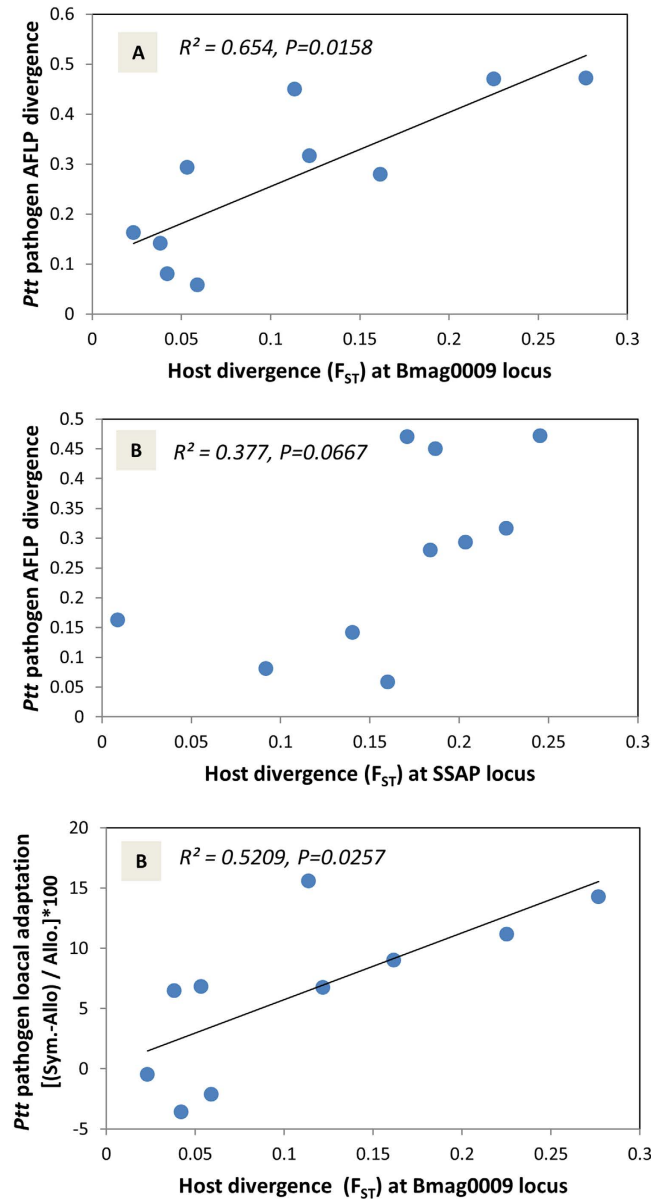 0.6
A R² = 0.654, P=0.0158
0.5
0.4
0.3
0.2
0.1
0
Ptt pathogen AFLP divergence
0 0.05 0.1 0.15 0.2 0.25 0.3
Host divergence (FST) at Bmag0009 locus
0.5
B R² = 0.377, P=0.0667
0.45
0.4
0.35
0.3
0.25
0.2
0.15
0.1
0.05
0
Ptt pathogen AFLP divergence
0 0.05 0.1 0.15 0.2 0.25 0.3
Host divergence (FST) at SSAP locus
20
B R² = 0.5209, P=0.0257
15
10
5
0
-5
Ptt pathogen loacal adaptation
[(Sym.-Allo) / Allo.]*100
0 0.05 0.1 0.15 0.2 0.25 0.3
Host divergence (FST) at Bmag0009 locus